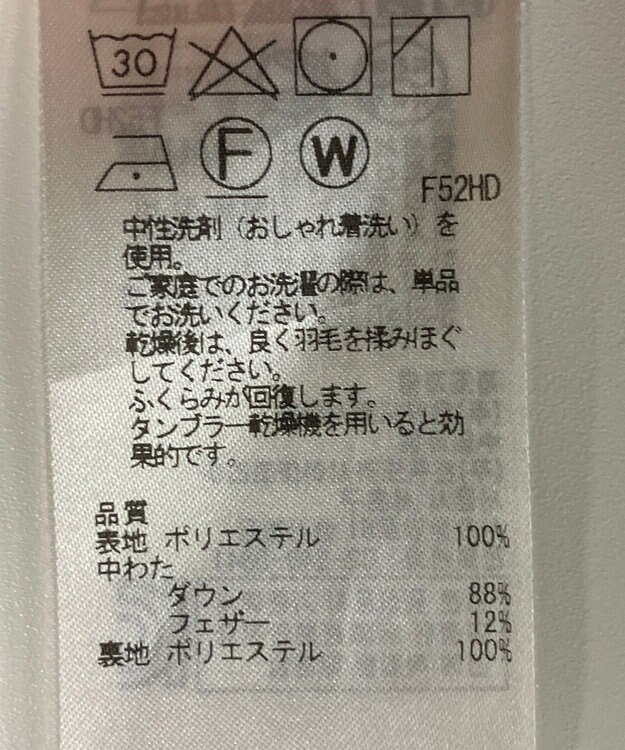 30
F W
F52HD
中性洗剤（おしゃれ着洗い）を
使用。
ご家庭でのお洗濯の際は、単品
でお洗いください。
乾燥後は、良く羽毛を揉みほぐ
してください。
ふくらみが回復します。
タンブラー乾燥機を用いると効
果的です。
品質
表地 ポリエステル 100%
中わた
ダウン 88%
フェザー 12%
裏地 ポリエステル 100%